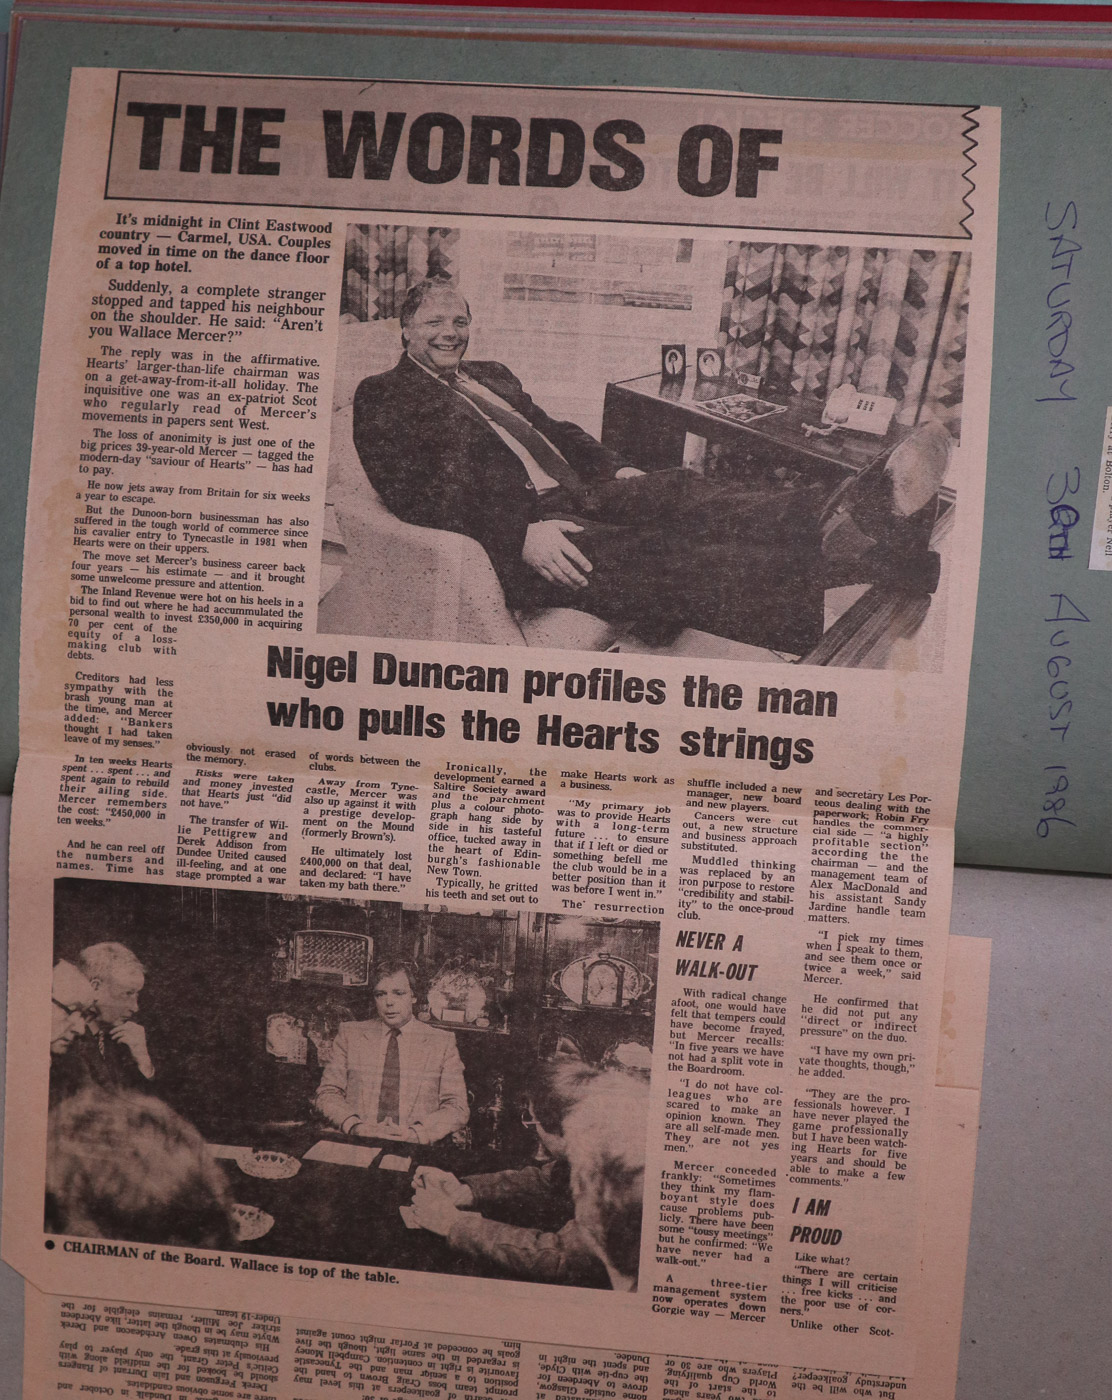 THE WORDS OF
It's midnight in Clint Eastwood
country — Carmel, USA. Couples
moved in time on the dance floor
of a top hotel.
Suddenly, a complete stranger
stopped and tapped his neighbour
on the shoulder. He said: "Aren't
you Wallace Mercer?"
The reply was in the affirmative.
Hearts' larger-than-life chairman was
on a get-away-from-it-all holiday. The
inquisitive one was an ex-patriot Scot
who regularly read of Mercer's
movements in papers sent West.
The loss of anonimity is just one of the
big prices 39-year-old Mercer — tagged the
modern-day "saviour of Hearts" — has had
to pay.
He now jets away from Britain for six weeks
a year to escape.
But the Dunoon-born businessman has also
suffered in the tough world of commerce since
his cavalier entry to Tynecastle in 1981 when
Hearts were on their uppers.
The move set Mercer's business career back
four years — his estimate — and it brought
some unwelcome pressure and attention.
The Inland Revenue were hot on his heels in a
bid to find out where he had accumulated the
personal wealth to invest £350,000 in acquiring
70 per cent of the
equity of a loss-
making club with
debts.
Creditors had less
sympathy with the
brash young man at
the time, and Mercer
added: "Bankers
thought I had taken
leave of my senses."
In ten weeks Hearts
spent . . . spent . . . and
spent again to rebuild
their ailing side.
Mercer remembers
the cost: "£450,000 in
ten weeks."
And he can reel off
the numbers and
names. Time has
Nigel Duncan profiles the man
who pulls the Hearts strings
obviously not erased
the memory.
Risks were taken
and money invested
that Hearts just "did
not have."
The transfer of Wil-
lie Pettigrew and
Derek Addison from
Dundee United caused
ill-feeling, and at one
stage prompted a war
of words between the
clubs.
Away from Tyne-
castle, Mercer was
also up against it with
a prestige develop-
ment on the Mound
(formerly Brown's).
He ultimately lost
£400,000 on that deal,
and declared: "I have
taken my bath there."
Ironically, the
development earned a
Saltire Society award
and the parchment
plus a colour photo-
graph hang side by
side in his tasteful
office, tucked away in
the heart of Edin-
burgh's fashionable
New Town.
Typically, he gritted
his teeth and set out to
make Hearts work as
a business.
"My primary job
was to provide Hearts
with a long-term
future . . . to ensure
that if I left or died or
something befell me
the club would be in a
better position than it
was before I went in."
The resurrection
shuffle included a new
manager, new board
and new players.
Cancers were cut
out, a new structure
and business approach
substituted.
Muddled thinking
was replaced by an
iron purpose to restore
"credibility and stabil-
ity" to the once-proud
club.
NEVER A
WALK-OUT
With radical change
afoot, one would have
felt that tempers could
have become frayed,
but Mercer recalls:
"In five years we have
not had a split vote in
the Boardroom.
"I do not have col-
leagues who are
scared to make an
opinion known. They
are all self-made men.
They are not yes
men."
Mercer conceded
frankly: "Sometimes
they think my flam-
boyant style does
cause problems pub-
licly. There have been
some "tousy meetings"
but he confirmed: "We
have never had a
walk-out."
A three-tier
management system
now operates down
Gorgie way — Mercer
and secretary Les Por-
teous dealing with the
paperwork; Robin Fry
handles the commer-
cial side — "a highly
profitable section",
according the the
chairman — and the
management team of
Alex MacDonald and
his assistant Sandy
Jardine handle team
matters.
"I pick my times
when I speak to them,
and see them once or
twice a week," said
Mercer.
He confirmed that
he did not put any
"direct or indirect
pressure" on the duo.
"I have my own pri-
vate thoughts, though,"
he added.
"They are the pro-
fessionals however. I
have never played the
game professionally
but I have been watch-
ing Hearts for five
years and should be
able to make a few
comments."
I AM
PROUD
Like what?
"There are certain
things I will criticise
. . . free kicks . . . and
the poor use of cor-
ners."
Unlike other Scot-
● CHAIRMAN of the Board. Wallace is top of the table.
SATURDAY 30TH AUGUST 1986